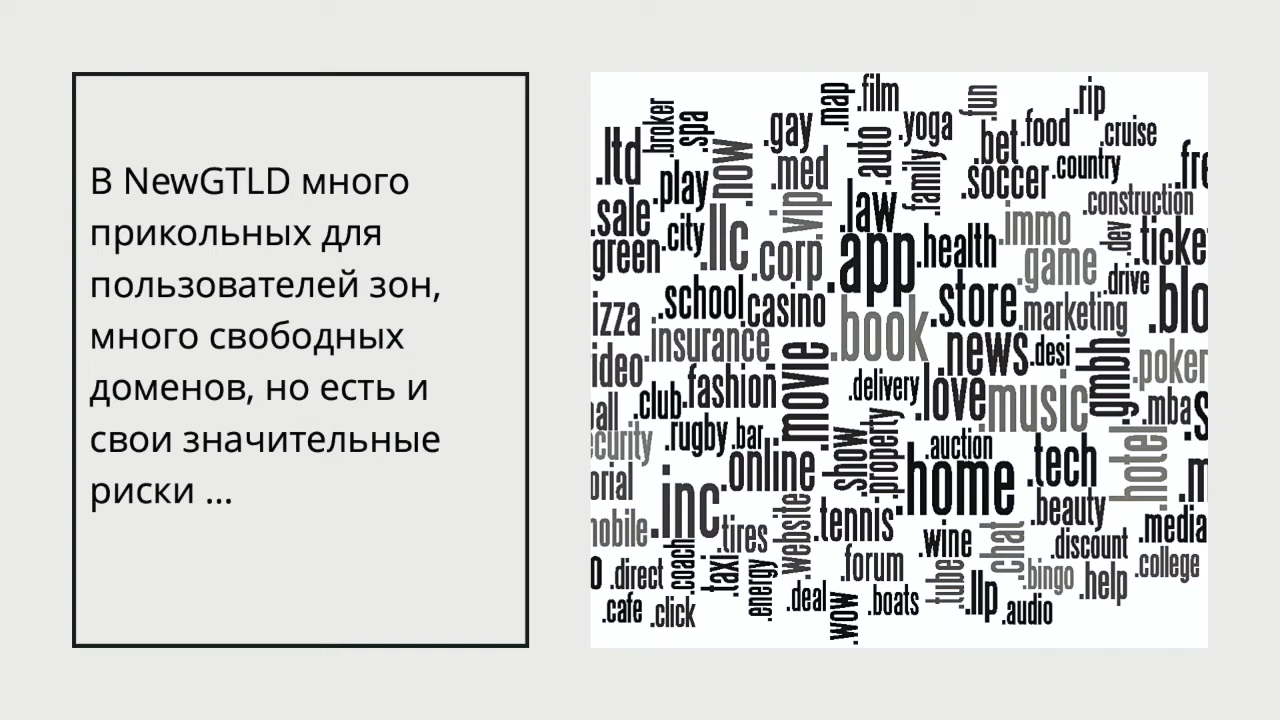 В NewGTLD много
прикольных для
пользователей зон,
много свободных
доменов, но есть и
свои значительные
риски ...
.film
.rip
.map
.fun
.broker
.spa
.gay
.auto
.yoga
.bet
.food
.cruise
.ltd
.now
.med
.family
.soccer
.country
.play
.vip
.law
.construction
.sale
.city
.llc
.corp
.app
.health
.immo
.dev
green
.game
.drive
.school
.casino
.store
.marketing
.book
.insurance
.movie
.news
.desi
.gmbh
.poker
.club
.fashion
.delivery
.love
.music
.mba
.rugby
.bar
.show
.property
.auction
.tech
.hotel
.online
.home
.inc
.tires
.website
.tennis
.beauty
.media
.wine
.chat
.discount
.college
.direct
.coach
.taxi
.energy
.forum
.tube
.bingo
.help
.cafe
.click
.deal
.wow
.boats
.llp
.audio